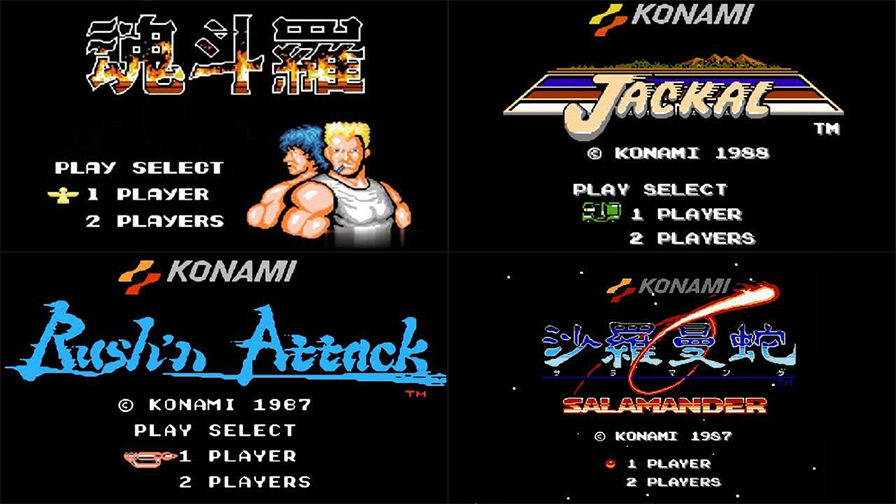 魂斗羅
PLAY SELECT
1 PLAYER
2 PLAYERS
KONAMI
JACKAL
TM
© KONAMI 1988
PLAY SELECT
1 PLAYER
2 PLAYERS
KONAMI
Rush'n Attack
TM
© KONAMI 1987
PLAY SELECT
1 PLAYER
2 PLAYERS
KONAMI
沙羅曼蛇
サラマンダ
TM
SALAMANDER
© KONAMI 1987
1 PLAYER
2 PLAYERS